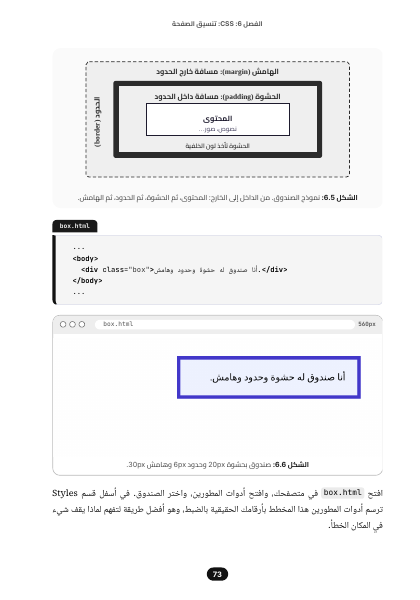 الفصل 6: CSS: تنسيق الصفحة
الهامش (margin): مسافة خارج الحدود
الحدود (border)
الحشوة (padding): مسافة داخل الحدود
المحتوى
نصوص، صور...
الحشوة تأخذ لون الخلفية
الشكل 6.5: نموذج الصندوق. من الداخل إلى الخارج: المحتوى، ثم الحشوة، ثم الحدود، ثم الهامش.
box.html
...
<body>
<div class="box">أنا صندوق له حشوة وحدود وهامش.</div>
</body>
...
box.html 560px
أنا صندوق له حشوة وحدود وهامش.
الشكل 6.6: صندوق بحشوة 20px وحدود 6px وهامش 30px.
افتح box.html في متصفحك، وافتح أدوات المطورين، واختر الصندوق. في أسفل قسم Styles
ترسم أدوات المطورين هذا المخطط بأرقامك الحقيقية بالضبط، وهو أفضل طريقة لتفهم لماذا يقف شيء
في المكان الخطأ.
73